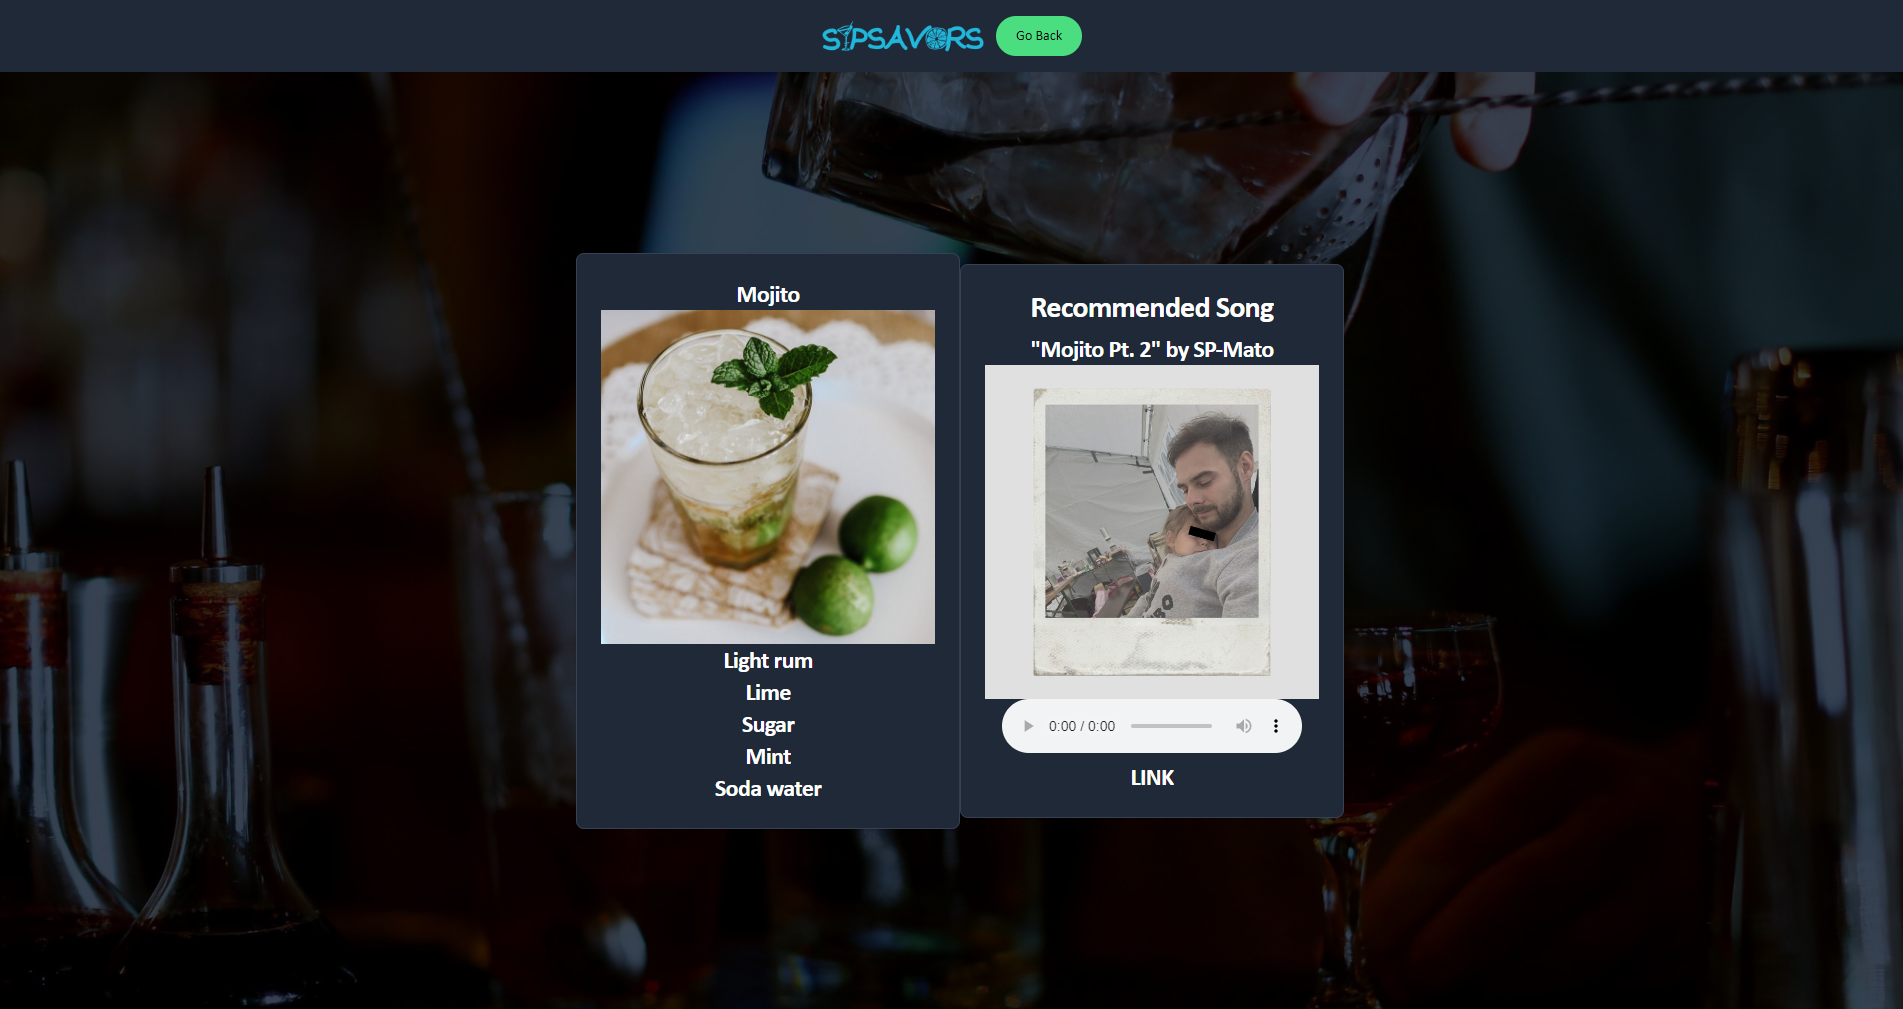 SIPSAVORS
Go Back
Mojito
Light rum
Lime
Sugar
Mint
Soda water
Recommended Song
"Mojito Pt. 2" by SP-Mato
0:00 / 0:00
LINK